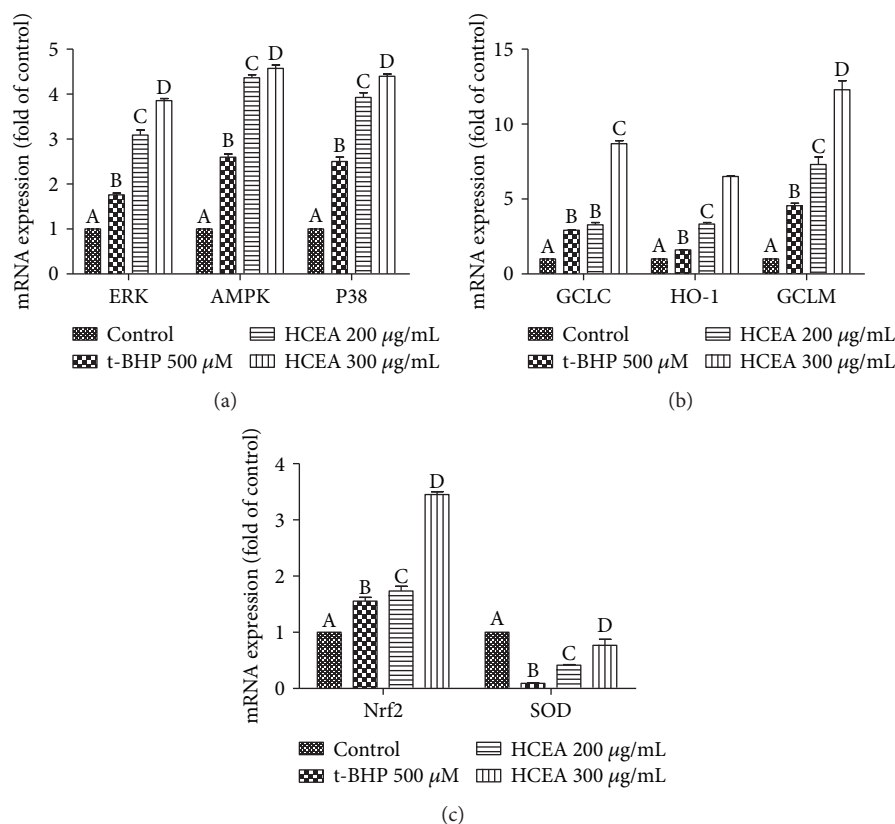 mRNA expression (fold of control)
5
4
3
2
1
0
A
B
C
D
A
B
C
D
A
B
C
D
ERK
AMPK
P38
Control
HCEA 200 μg/mL
t-BHP 500 μM
HCEA 300 μg/mL
(a)
mRNA expression (fold of control)
15
10
5
0
A
B
B
C
A
B
C
A
B
C
D
GCLC
HO-1
GCLM
Control
HCEA 200 μg/mL
t-BHP 500 μM
HCEA 300 μg/mL
(b)
mRNA expression (fold of control)
4
3
2
1
0
A
B
C
D
A
B
C
D
Nrf2
SOD
Control
HCEA 200 μg/mL
t-BHP 500 μM
HCEA 300 μg/mL
(c)